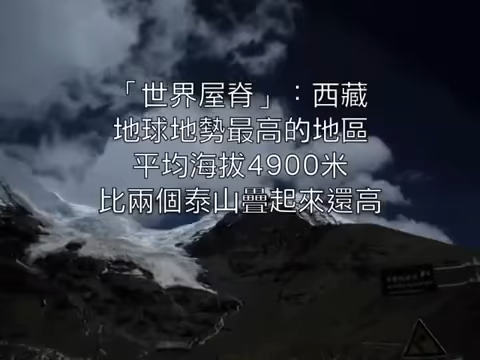 「世界屋脊」：西藏
地球地勢最高的地區
平均海拔4900米
比兩個泰山疊起來還高